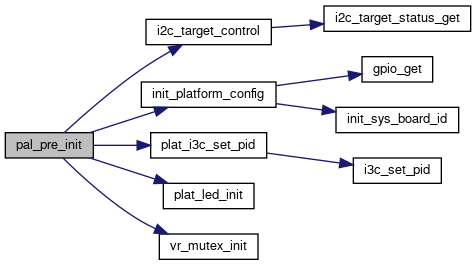 pal_pre_init
i2c_target_control
i2c_target_status_get
init_platform_config
gpio_get
init_sys_board_id
plat_i3c_set_pid
i3c_set_pid
plat_led_init
vr_mutex_init